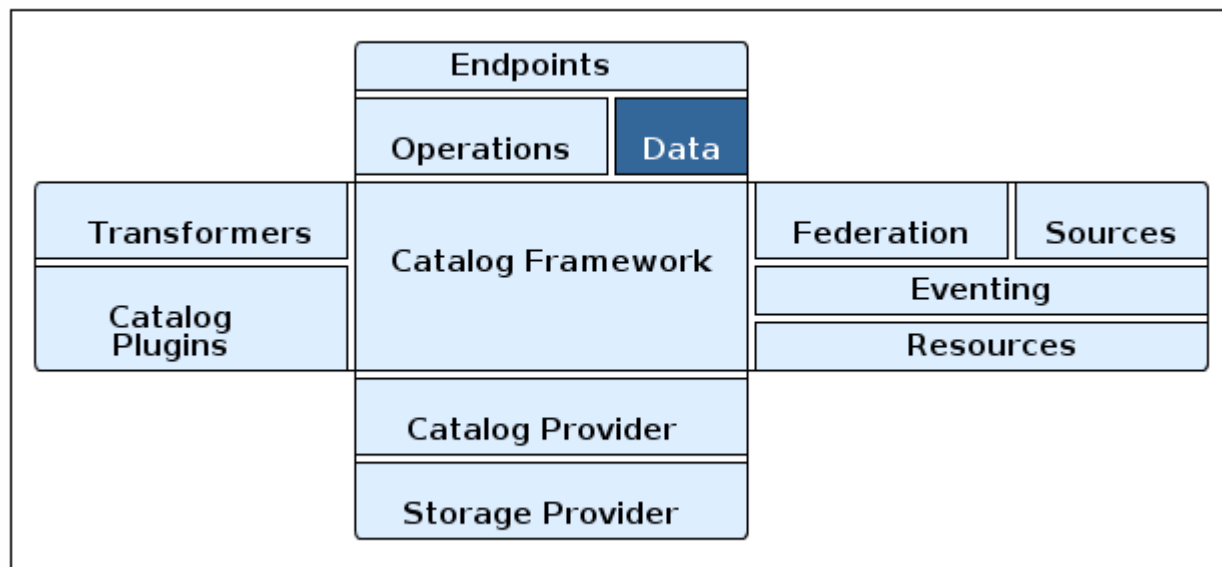 Endpoints
Operations
Data
Transformers
Catalog Framework
Federation
Sources
Catalog
Plugins
Eventing
Resources
Catalog Provider
Storage Provider